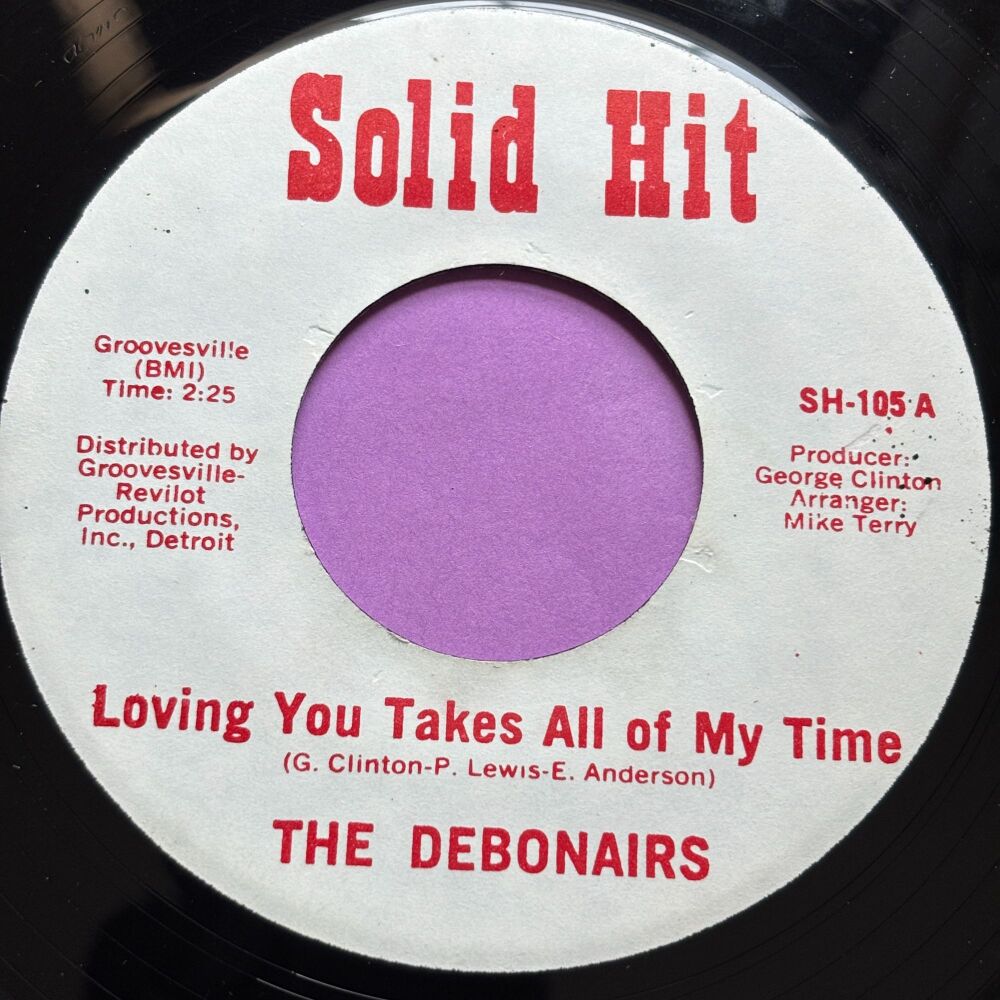 Solid Hit
Groovesville
(BMI)
Time: 2:25
Distributed by
Groovesville-
Revilot
Productions,
Inc., Detroit
SH-105 A
Producer:
George Clinton
Arranger:
Mike Terry
Loving You Takes All of My Time
(G. Clinton-P. Lewis-E. Anderson)
THE DEBONAIRS